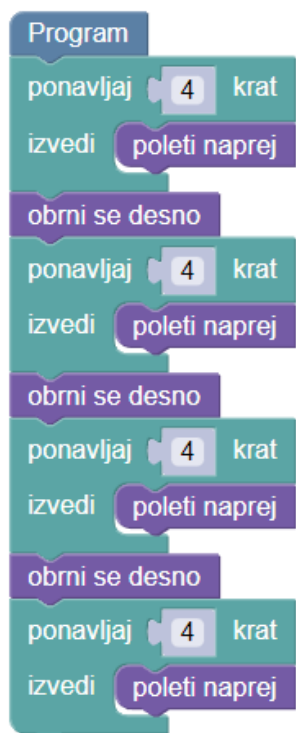 Program
ponavljaj 4 krat
izvedi poleti naprej
obrni se desno
ponavljaj 4 krat
izvedi poleti naprej
obrni se desno
ponavljaj 4 krat
izvedi poleti naprej
obrni se desno
ponavljaj 4 krat
izvedi poleti naprej